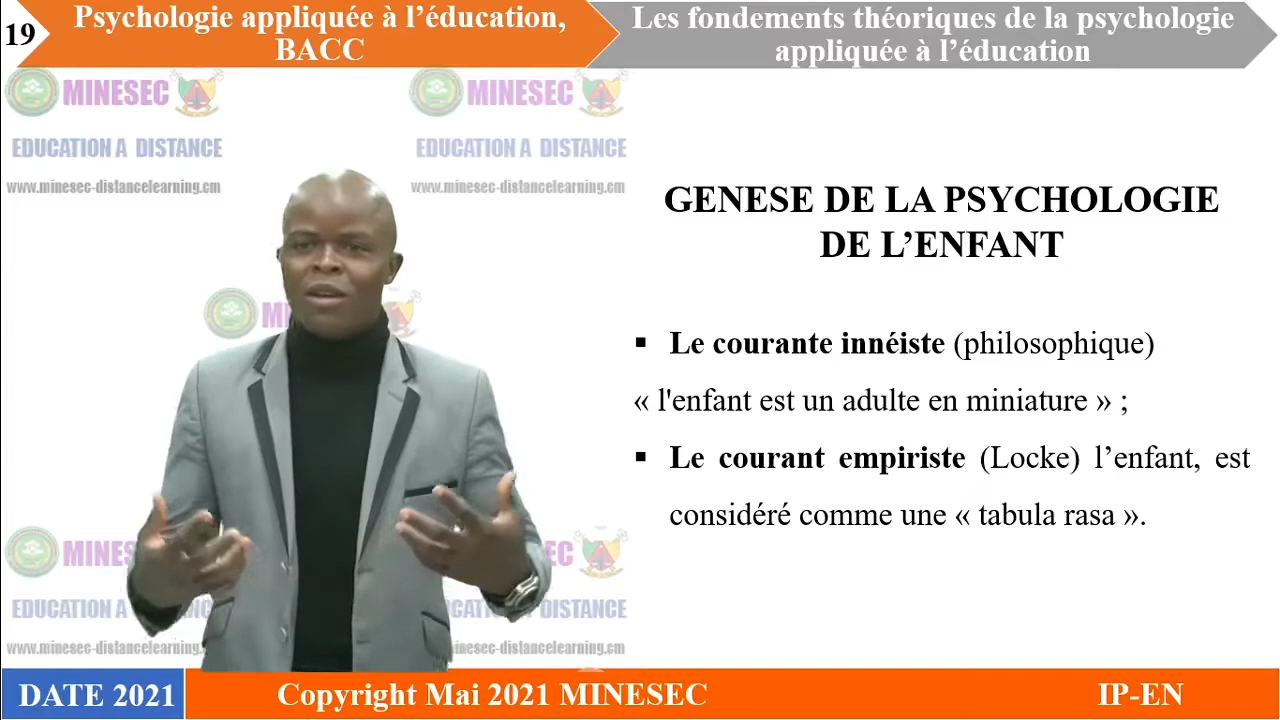 19
Psychologie appliquée à l’éducation,
BACC
Les fondements théoriques de la psychologie
appliquée à l’éducation
MINESEC
EDUCATION A DISTANCE
www.minesec-distancelearning.cm
MINESEC
EDUCATION A DISTANCE
www.minesec-distancelearning.cm
GENESE DE LA PSYCHOLOGIE
DE L’ENFANT
▪ Le courante innéiste (philosophique)
« l'enfant est un adulte en miniature » ;
▪ Le courant empiriste (Locke) l’enfant, est
considéré comme une « tabula rasa ».
DATE 2021
Copyright Mai 2021 MINESEC
IP-EN